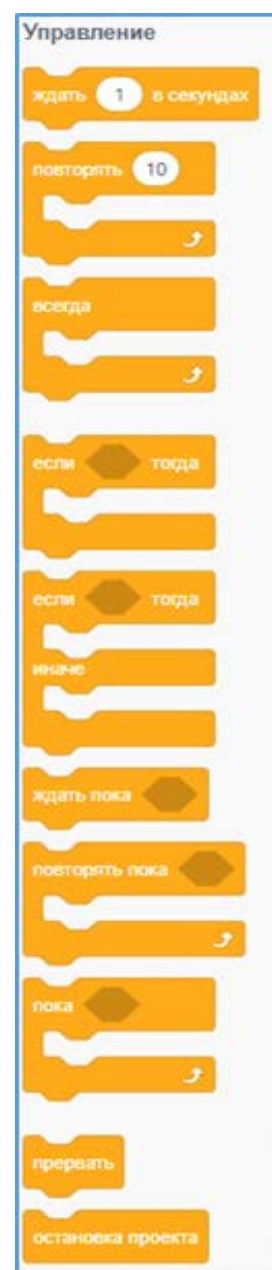 Управление
ждать 1 в секундах
повторять 10
всегда
если тогда
если тогда
иначе
ждать пока
повторять пока
пока
прервать
остановка проекта